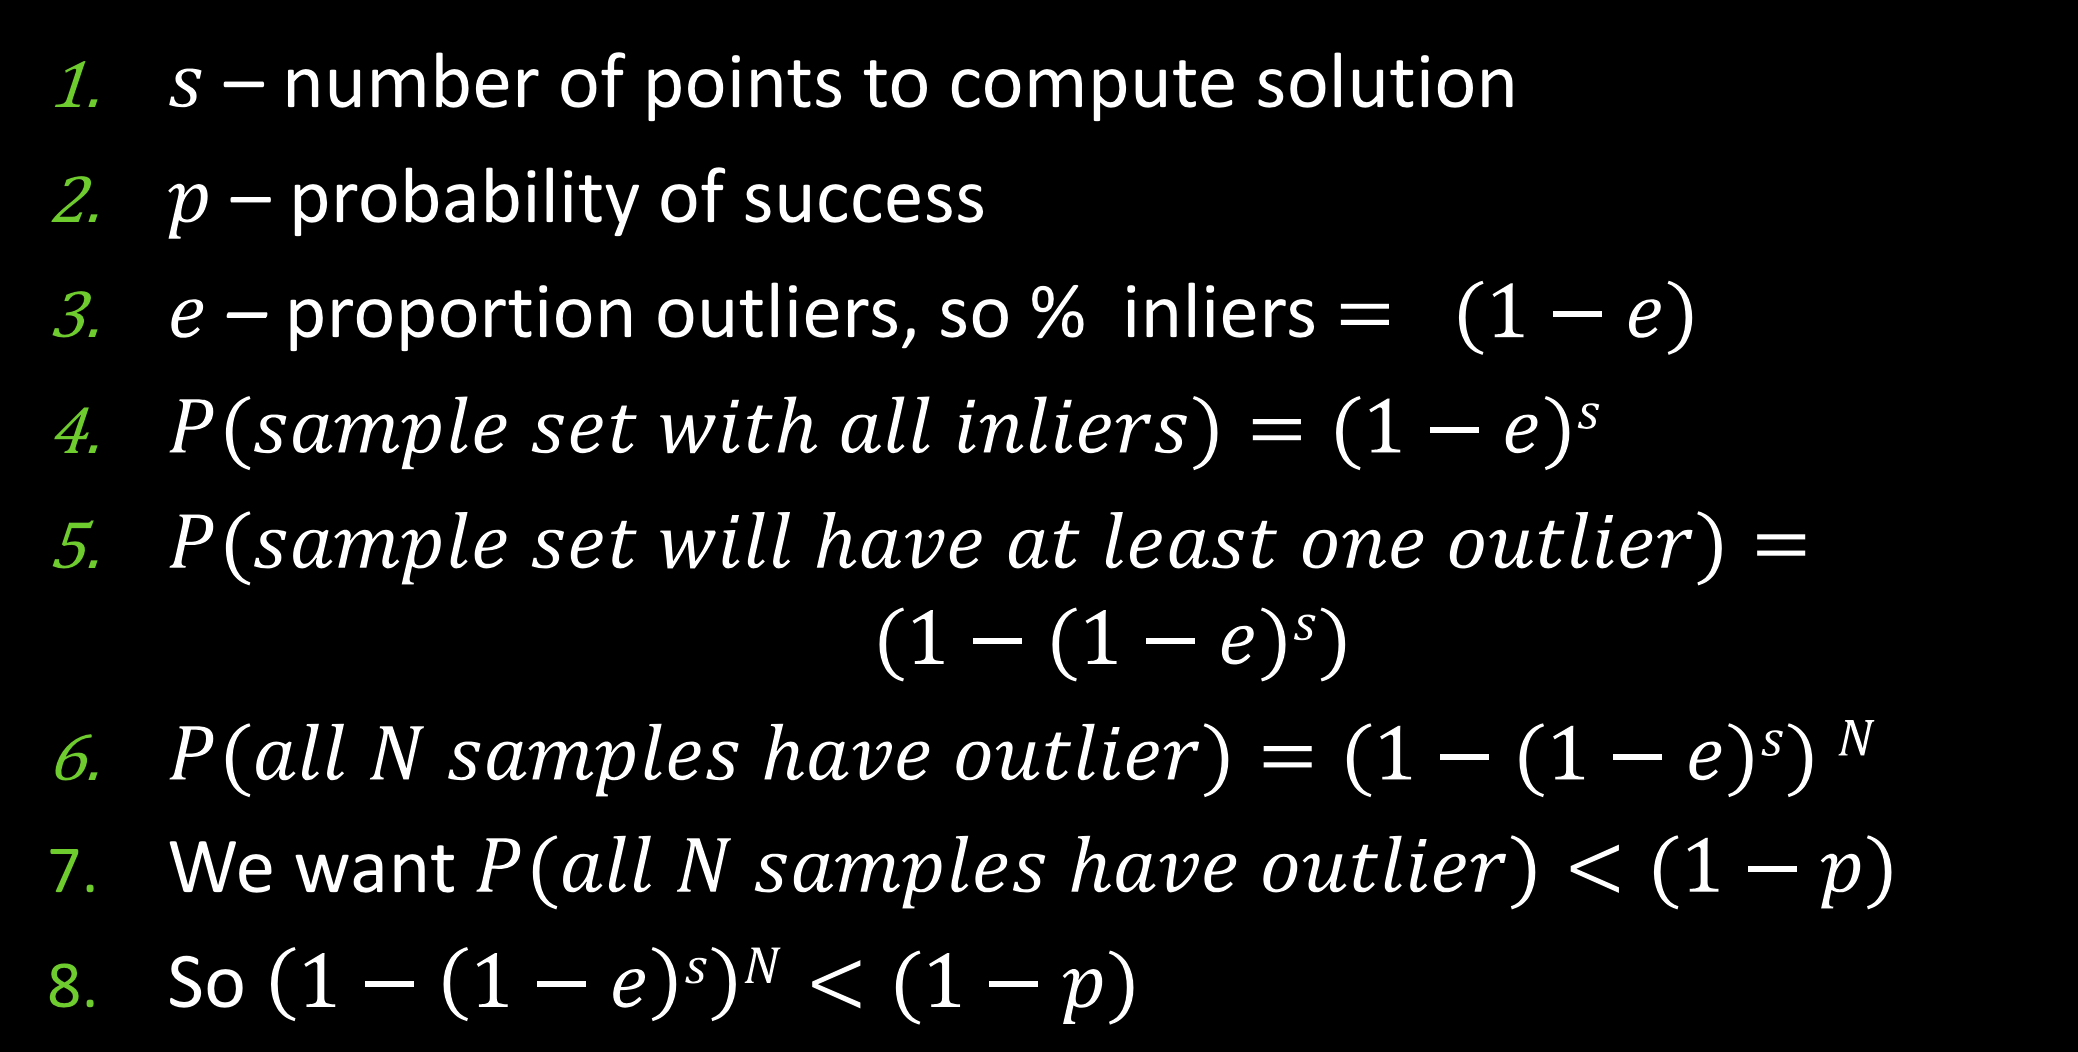 1. s – number of points to compute solution
2. p – probability of success
3. e – proportion outliers, so % inliers = (1 − e)
4. P(sample set with all inliers) = (1 − e)^s
5. P(sample set will have at least one outlier) =
(1 − (1 − e)^s)
6. P(all N samples have outlier) = (1 − (1 − e)^s)^N
7. We want P(all N samples have outlier) < (1 − p)
8. So (1 − (1 − e)^s)^N < (1 − p)